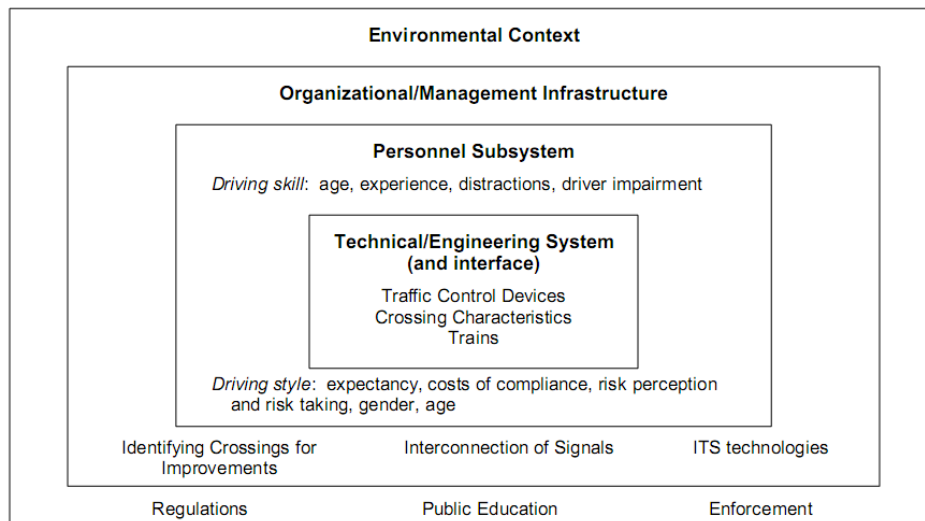 Environmental Context
Organizational/Management Infrastructure
Personnel Subsystem
Driving skill: age, experience, distractions, driver impairment
Technical/Engineering System
(and interface)
Traffic Control Devices
Crossing Characteristics
Trains
Driving style: expectancy, costs of compliance, risk perception
and risk taking, gender, age
Identifying Crossings for
Improvements
Interconnection of Signals
ITS technologies
Regulations
Public Education
Enforcement